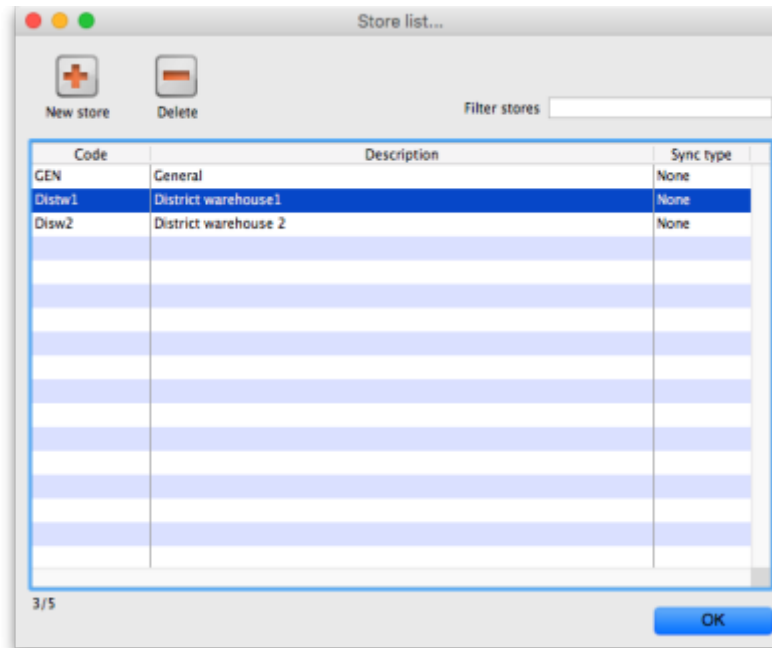 Store list...
New store Delete Filter stores
Code Description Sync type
GEN General None
Distw1 District warehouse1 None
Disw2 District warehouse 2 None
3/5
OK